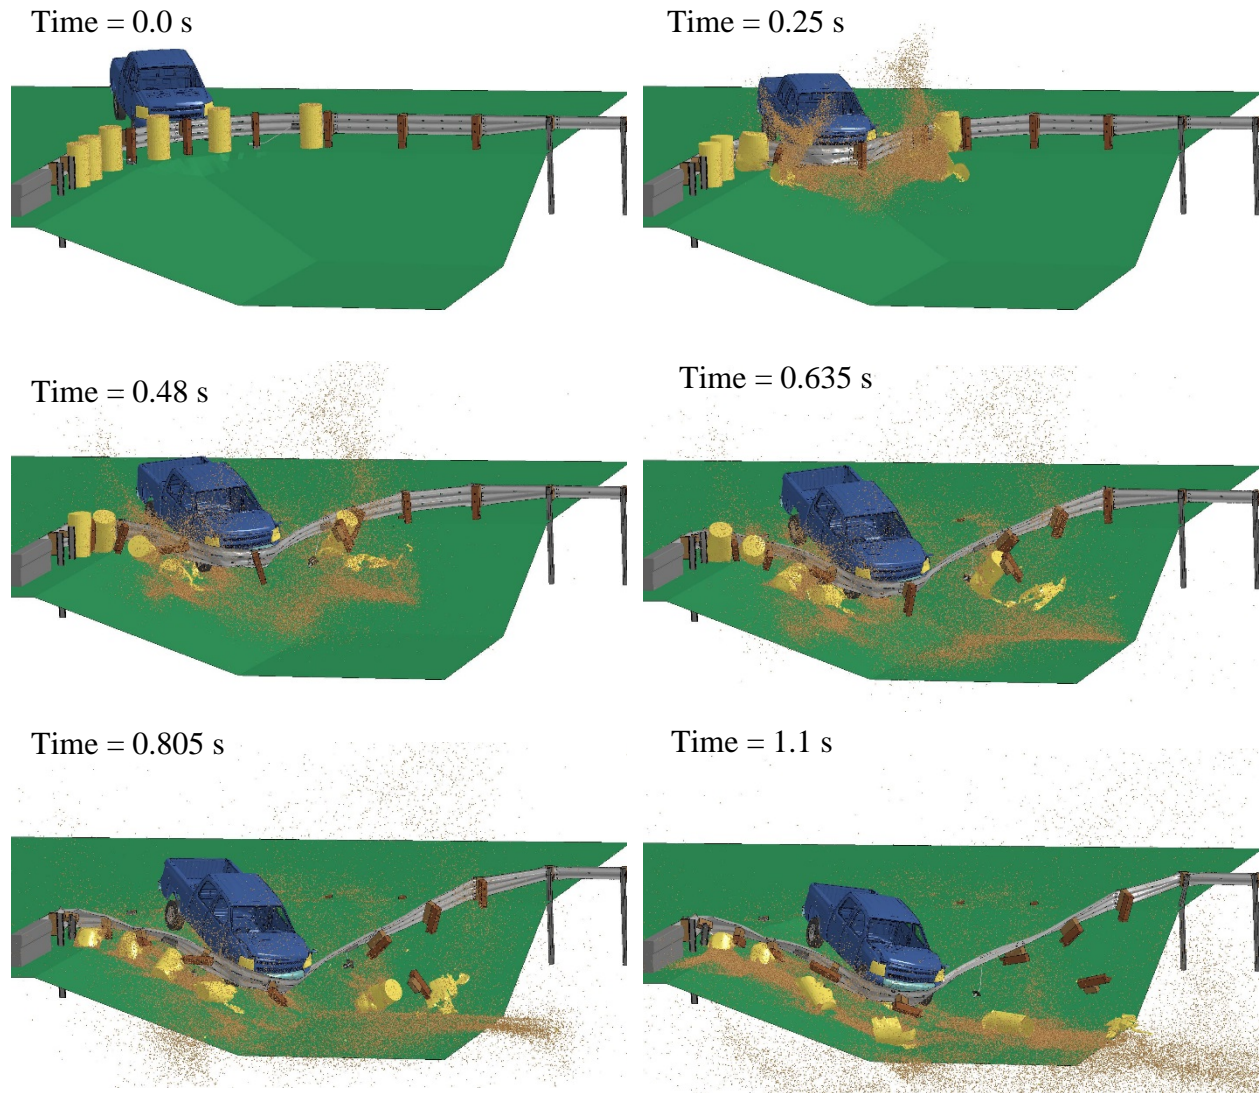 Time = 0.0 s
Time = 0.25 s
Time = 0.48 s
Time = 0.635 s
Time = 0.805 s
Time = 1.1 s